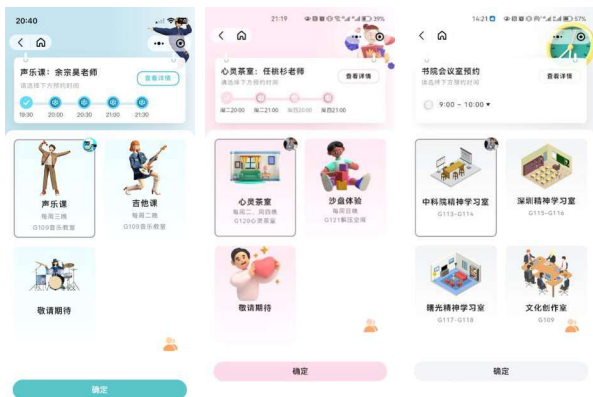 20:40
声乐课：余宗昊老师
查看详情
请选择下方预约时间
19:30 20:00 20:30 21:00 21:30
声乐课
每周三晚
G109音乐教室
吉他课
每周二晚
G109音乐教室
敬请期待
确定
21:19
39%
心灵茶室：任桃杉老师
查看详情
请选择下方预约时间
周二20:00 周二21:00 周四20:00 周四21:00
心灵茶室
每周二、周四晚
G120心灵茶室
沙盘体验
每周日晚
G121解压空间
敬请期待
确定
14:21
57%
书院会议室预约
查看详情
请选择下方预约时间
9:00 ~ 10:00
中科院精神学习室
G113-G114
深圳精神学习室
G115-G116
曙光精神学习室
G117-G118
文化创作室
G109
确定